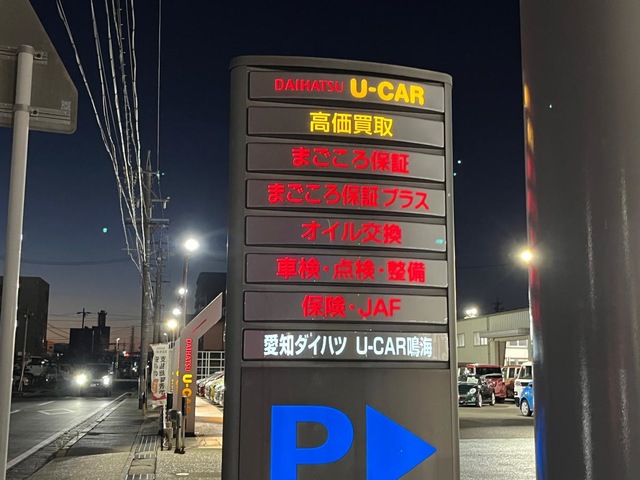 DAIHATSU U-CAR
高価買取
まごころ保証
まごころ保証プラス
オイル交換
車検・点検・整備
保険・JAF
愛知ダイハツ U-CAR鳴海
P
DAIHATSU U-CAR